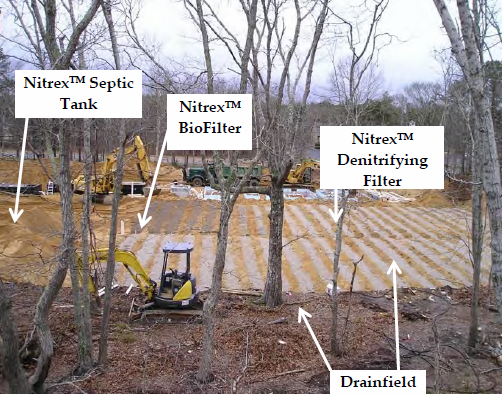 Nitrex™ Septic
Tank
Nitrex™
BioFilter
Nitrex™
Denitrifying
Filter
Drainfield